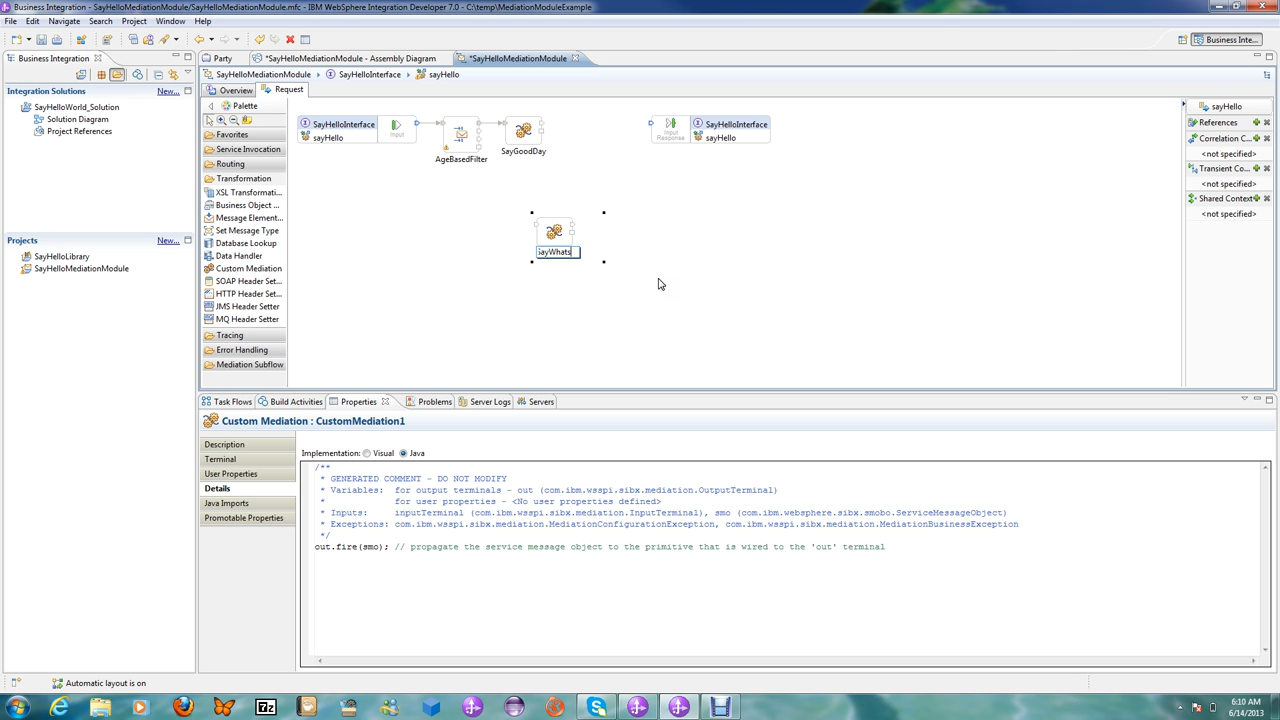 Business Integration - SayHelloMediationModule/SayHelloMediationModule.mfc - IBM WebSphere Integration Developer 7.0 - C:\temp\MediationModuleExample
File Edit Navigate Search Project Window Help
Business Inte...
Business Integration
Integration Solutions New...
SayHelloWorld_Solution
Solution Diagram
Project References
Projects New...
SayHelloLibrary
SayHelloMediationModule
Party *SayHelloMediationModule - Assembly Diagram *SayHelloMediationModule
SayHelloMediationModule SayHelloInterface sayHello
Overview Request
Palette
Favorites
Service Invocation
Routing
Transformation
XSL Transformati...
Business Object ...
Message Element...
Set Message Type
Database Lookup
Data Handler
Custom Mediation
SOAP Header Set...
HTTP Header Set...
JMS Header Setter
MQ Header Setter
Tracing
Error Handling
Mediation Subflow
SayHelloInterface
sayHello
Input
AgeBasedFilter
SayGoodDay
Input
Response
SayHelloInterface
sayHello
SayWhats
sayHello
References
Correlation C...
<not specified>
Transient Co...
<not specified>
Shared Context
<not specified>
Task Flows Build Activities Properties Problems Server Logs Servers
Custom Mediation : CustomMediation1
Description
Terminal
User Properties
Details
Java Imports
Promotable Properties
Implementation: Visual Java
/**
* GENERATED COMMENT - DO NOT MODIFY
* Variables: for output terminals - out (com.ibm.wsspi.sibx.mediation.OutputTerminal)
* for user properties - <No user properties defined>
* Inputs: inputTerminal (com.ibm.wsspi.sibx.mediation.InputTerminal), smo (com.ibm.websphere.sibx.smobo.ServiceMessageObject)
* Exceptions: com.ibm.wsspi.sibx.mediation.MediationConfigurationException, com.ibm.wsspi.sibx.mediation.MediationBusinessException
*/
out.fire(smo); // propagate the service message object to the primitive that is wired to the 'out' terminal
Automatic layout is on
7z
6:10 AM
6/14/2013